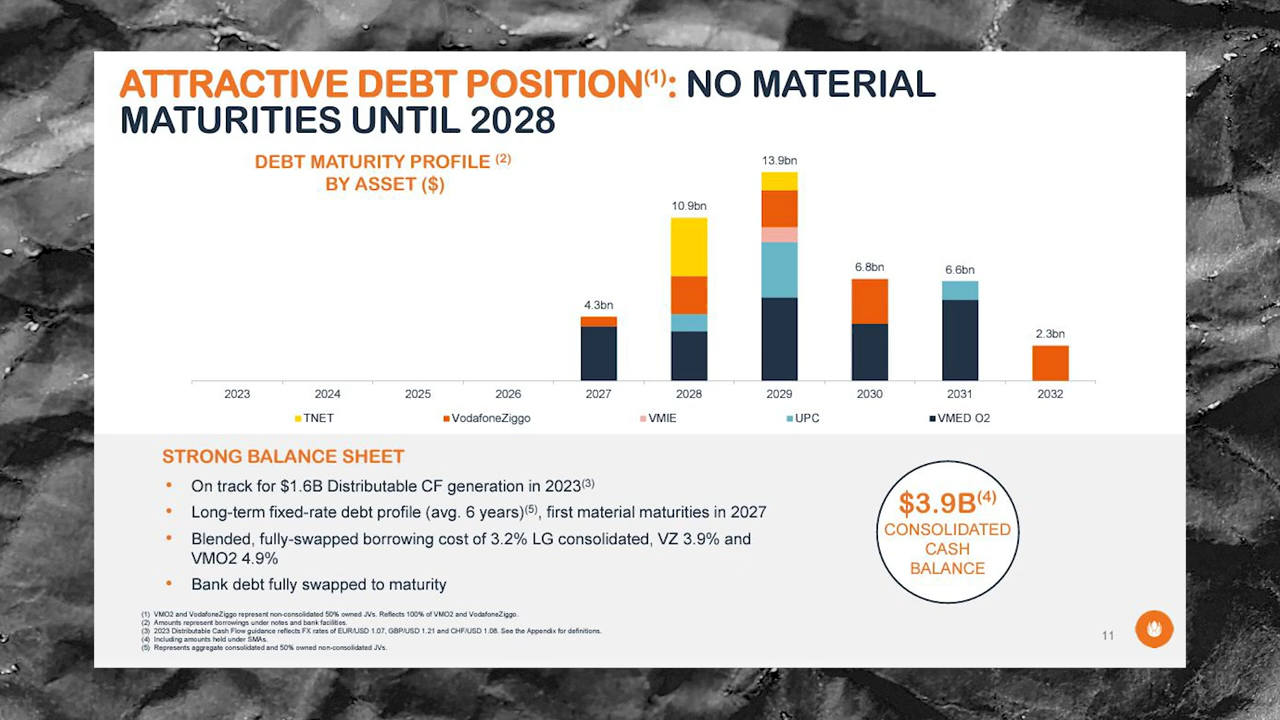 ATTRACTIVE DEBT POSITION(1): NO MATERIAL
MATURITIES UNTIL 2028
DEBT MATURITY PROFILE (2)
BY ASSET ($)
13.9bn
10.9bn
6.8bn
6.6bn
4.3bn
2.3bn
2023 2024 2025 2026 2027 2028 2029 2030 2031 2032
TNET VodafoneZiggo VMIE UPC VMED O2
STRONG BALANCE SHEET
• On track for $1.6B Distributable CF generation in 2023(3)
• Long-term fixed-rate debt profile (avg. 6 years)(5), first material maturities in 2027
• Blended, fully-swapped borrowing cost of 3.2% LG consolidated, VZ 3.9% and
VMO2 4.9%
• Bank debt fully swapped to maturity
$3.9B(4)
CONSOLIDATED
CASH
BALANCE
(1) VMO2 and VodafoneZiggo represent non-consolidated 50% owned JVs. Reflects 100% of VMO2 and VodafoneZiggo.
(2) Amounts represent borrowings under notes and bank facilities.
(3) 2023 Distributable Cash Flow guidance reflects FX rates of EUR/USD 1.07, GBP/USD 1.21 and CHF/USD 1.08. See the Appendix for definitions.
(4) Including amounts held under SMAs.
(5) Represents aggregate consolidated and 50% owned non-consolidated JVs.
11